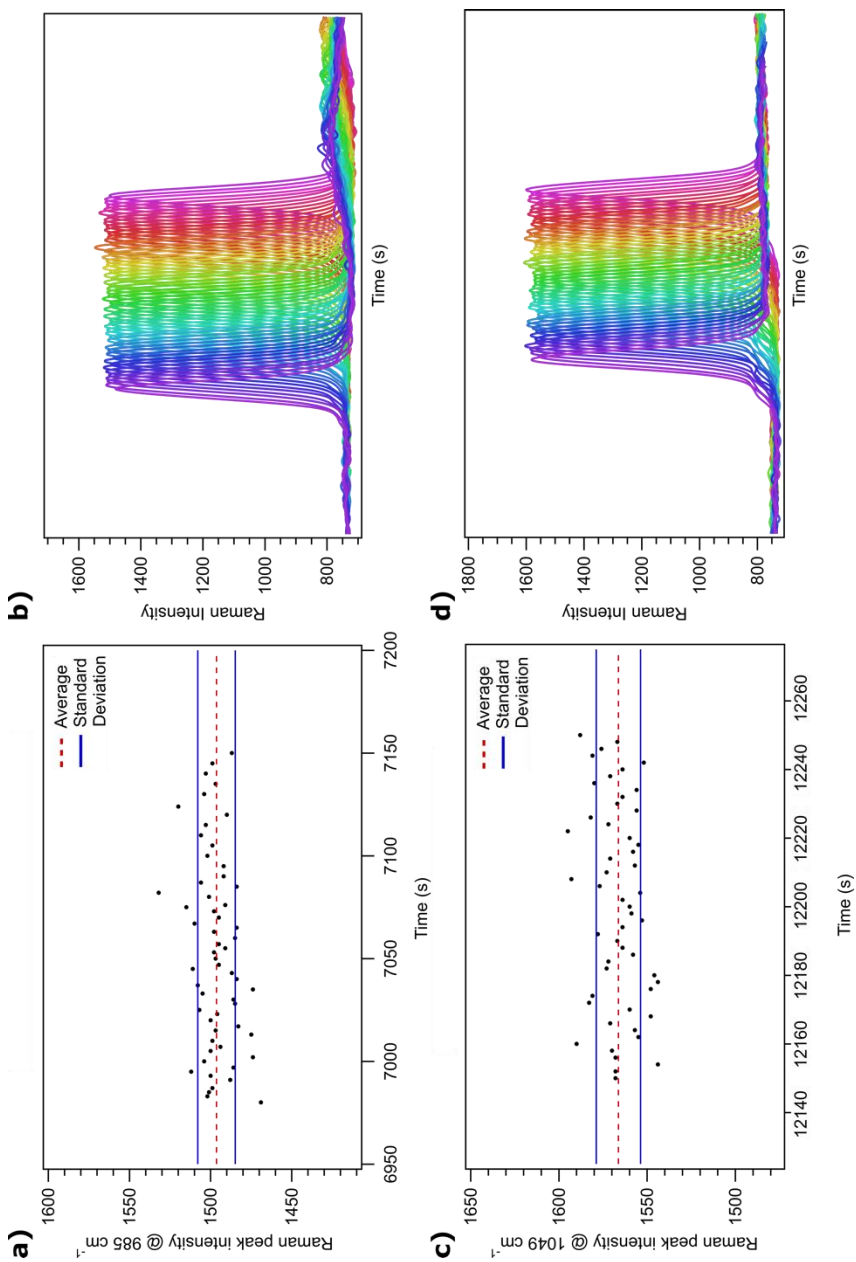 a)
Raman peak intensity @ 985 cm-1
1600
1550
1500
1450
6950
7000
7050
7100
7150
7200
Time (s)
Average
Standard
Deviation
b)
Raman Intensity
1600
1400
1200
1000
800
Time (s)
c)
Raman peak intensity @ 1049 cm-1
1650
1600
1550
1500
12140
12160
12180
12200
12220
12240
12260
Time (s)
Average
Standard
Deviation
d)
Raman Intensity
1800
1600
1400
1200
1000
800
Time (s)